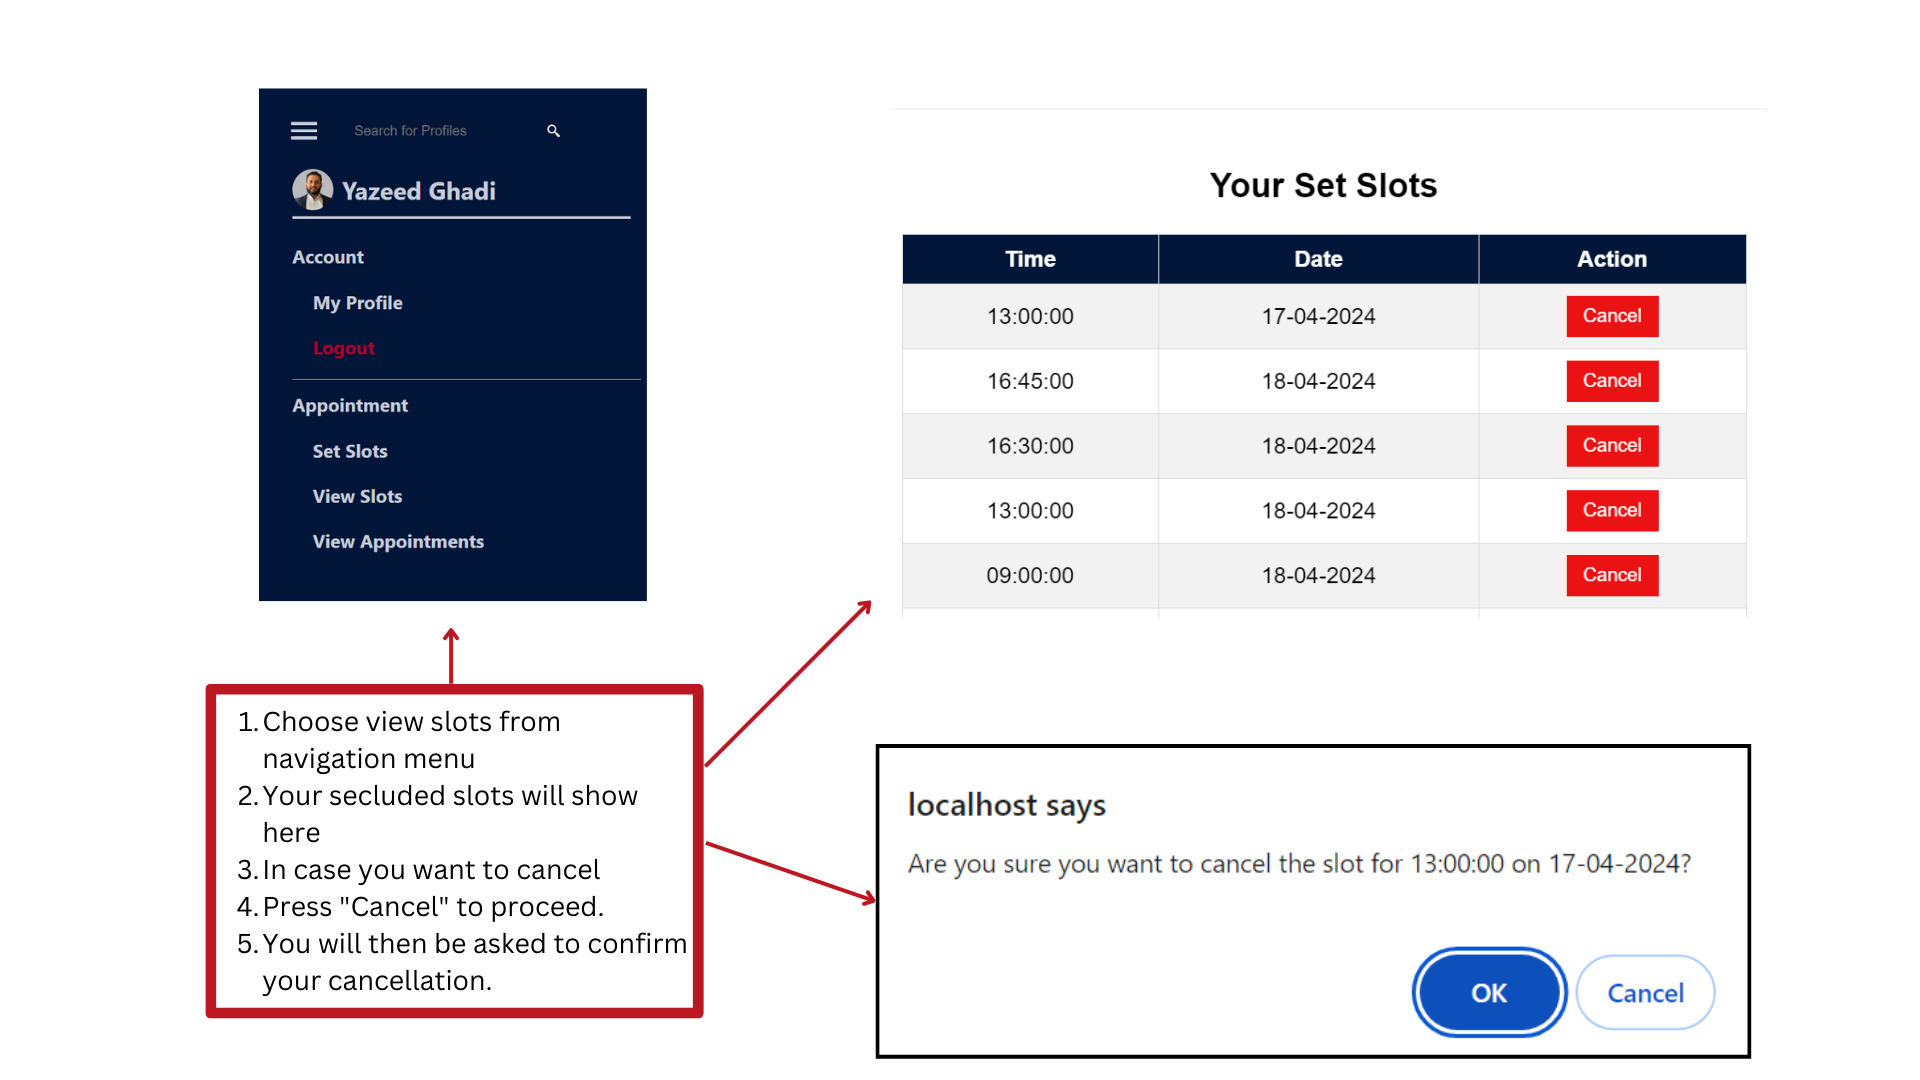 Search for Profiles
Yazeed Ghadi
Account
My Profile
Logout
Appointment
Set Slots
View Slots
View Appointments
Your Set Slots
Time Date Action
13:00:00 17-04-2024 Cancel
16:45:00 18-04-2024 Cancel
16:30:00 18-04-2024 Cancel
13:00:00 18-04-2024 Cancel
09:00:00 18-04-2024 Cancel
1. Choose view slots from
navigation menu
2. Your secluded slots will show
here
3. In case you want to cancel
4. Press "Cancel" to proceed.
5. You will then be asked to confirm
your cancellation.
localhost says
Are you sure you want to cancel the slot for 13:00:00 on 17-04-2024?
OK Cancel